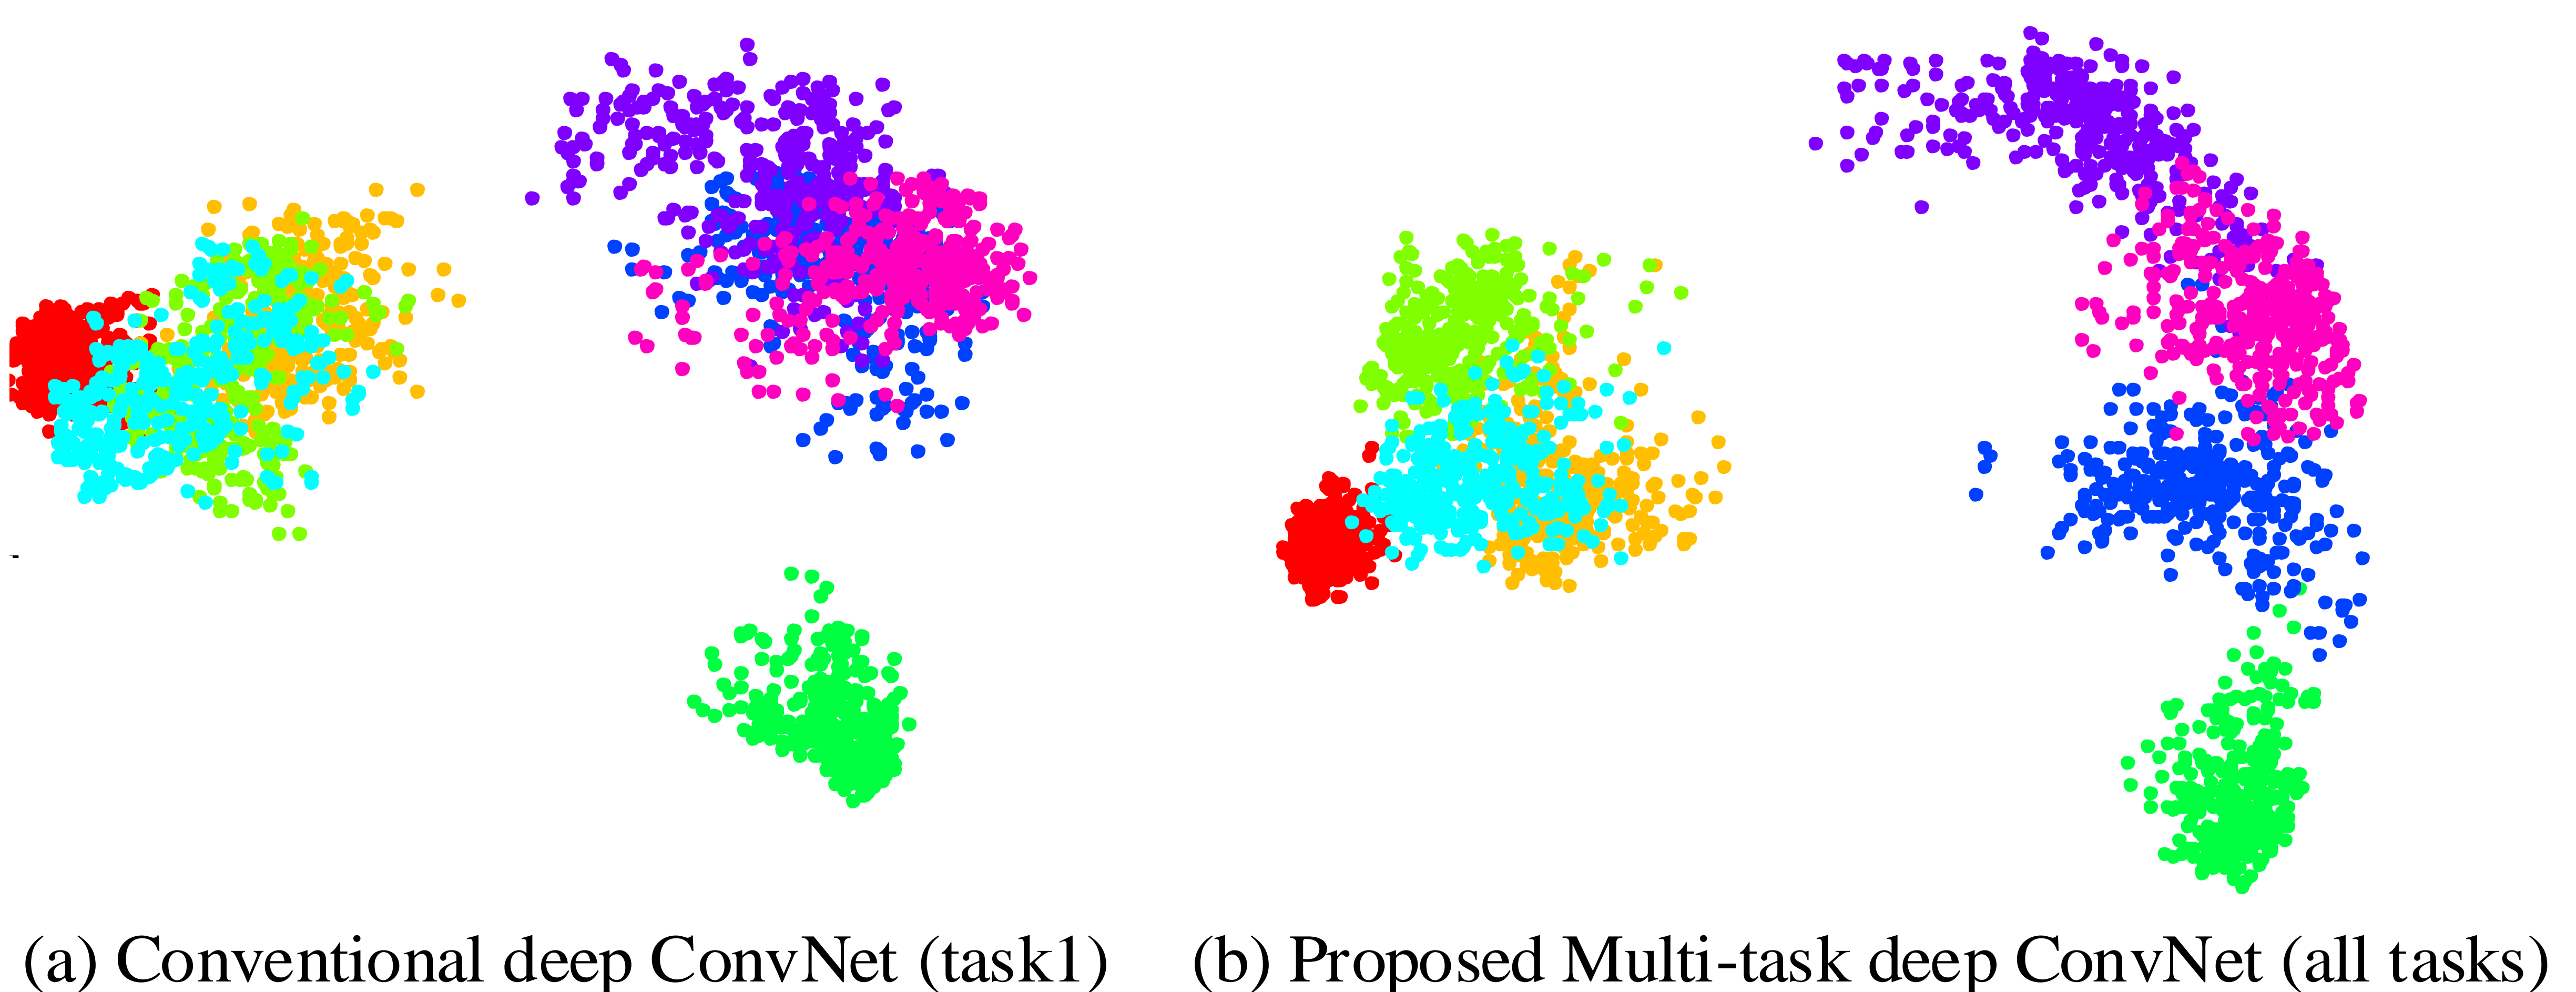 (a) Conventional deep ConvNet (task1)
(b) Proposed Multi-task deep ConvNet (all tasks)